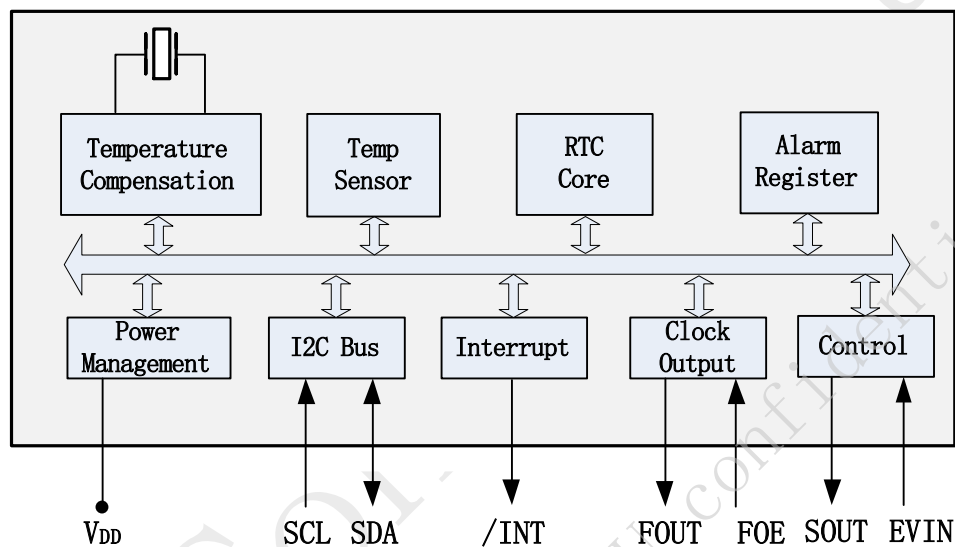 Temperature
Compensation
Temp
Sensor
RTC
Core
Alarm
Register
Power
Management
I2C Bus
Interrupt
Clock
Output
Control
VDD
SCL
SDA
/INT
FOUT
FOE
SOUT
EVIN